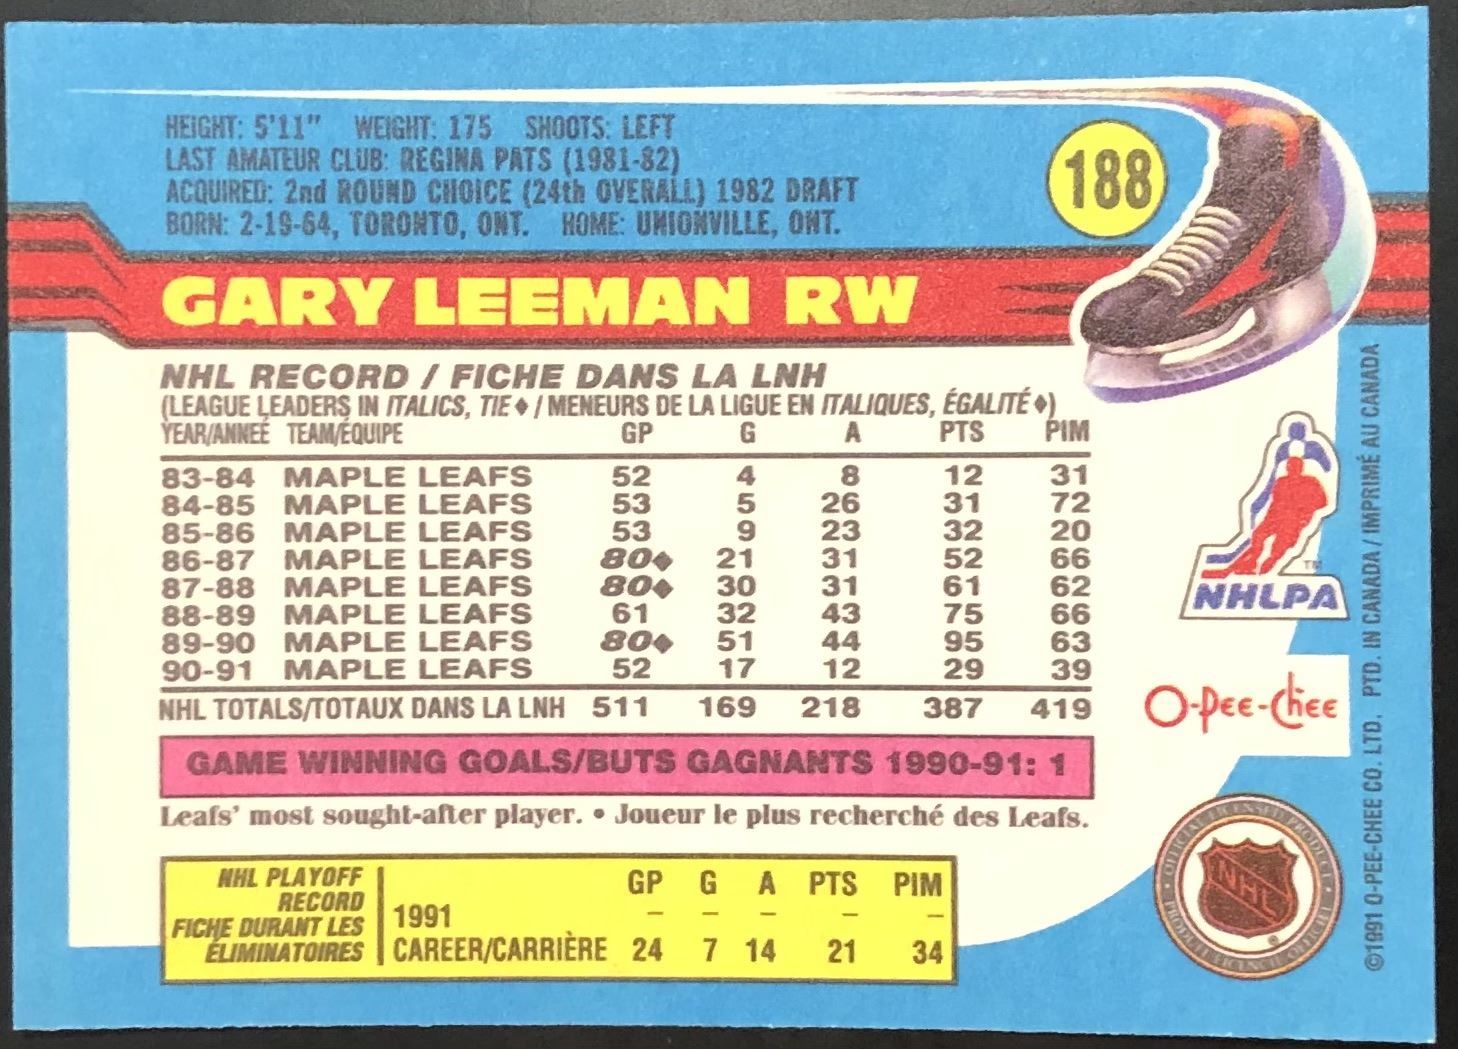 HEIGHT: 5'11" WEIGHT: 175 SHOOTS: LEFT
LAST AMATEUR CLUB: REGINA PATS (1981-82)
ACQUIRED: 2nd ROUND CHOICE (24th OVERALL) 1982 DRAFT
BORN: 2-19-64, TORONTO, ONT. HOME: UNIONVILLE, ONT.
188
GARY LEEMAN RW
NHL RECORD / FICHE DANS LA LNH
(LEAGUE LEADERS IN ITALICS, TIE ♦ / MENEURS DE LA LIGUE EN ITALIQUES, ÉGALITÉ ♦)
YEAR/ANNEÉ TEAM/ÉQUIPE GP G A PTS PIM
83-84 MAPLE LEAFS 52 4 8 12 31
84-85 MAPLE LEAFS 53 5 26 31 72
85-86 MAPLE LEAFS 53 9 23 32 20
86-87 MAPLE LEAFS 80♦ 21 31 52 66
87-88 MAPLE LEAFS 80♦ 30 31 61 62
88-89 MAPLE LEAFS 61 32 43 75 66
89-90 MAPLE LEAFS 80♦ 51 44 95 63
90-91 MAPLE LEAFS 52 17 12 29 39
NHL TOTALS/TOTAUX DANS LA LNH 511 169 218 387 419
GAME WINNING GOALS/BUTS GAGNANTS 1990-91: 1
Leafs' most sought-after player. • Joueur le plus recherché des Leafs.
NHL PLAYOFF
RECORD
FICHE DURANT LES
ÉLIMINATOIRES
GP G A PTS PIM
1991 – – – – –
CAREER/CARRIÈRE 24 7 14 21 34
TM
NHLPA
O-Pee-Chee
OFFICIAL LICENSED PRODUCT
NHL
PRODUIT LICENCIÉ OFFICIEL
©1991 O-PEE-CHEE CO. LTD. PTD. IN CANADA / IMPRIMÉ AU CANADA